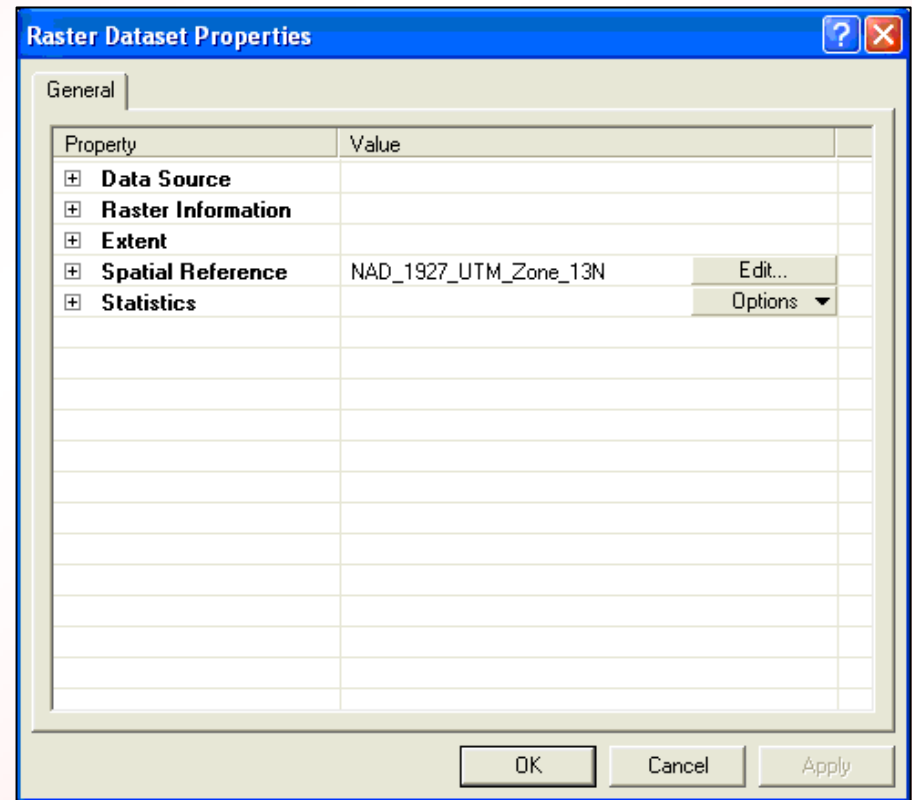 Raster Dataset Properties
General
Property Value
Data Source
Raster Information
Extent
Spatial Reference NAD_1927_UTM_Zone_13N Edit...
Statistics Options
OK Cancel Apply